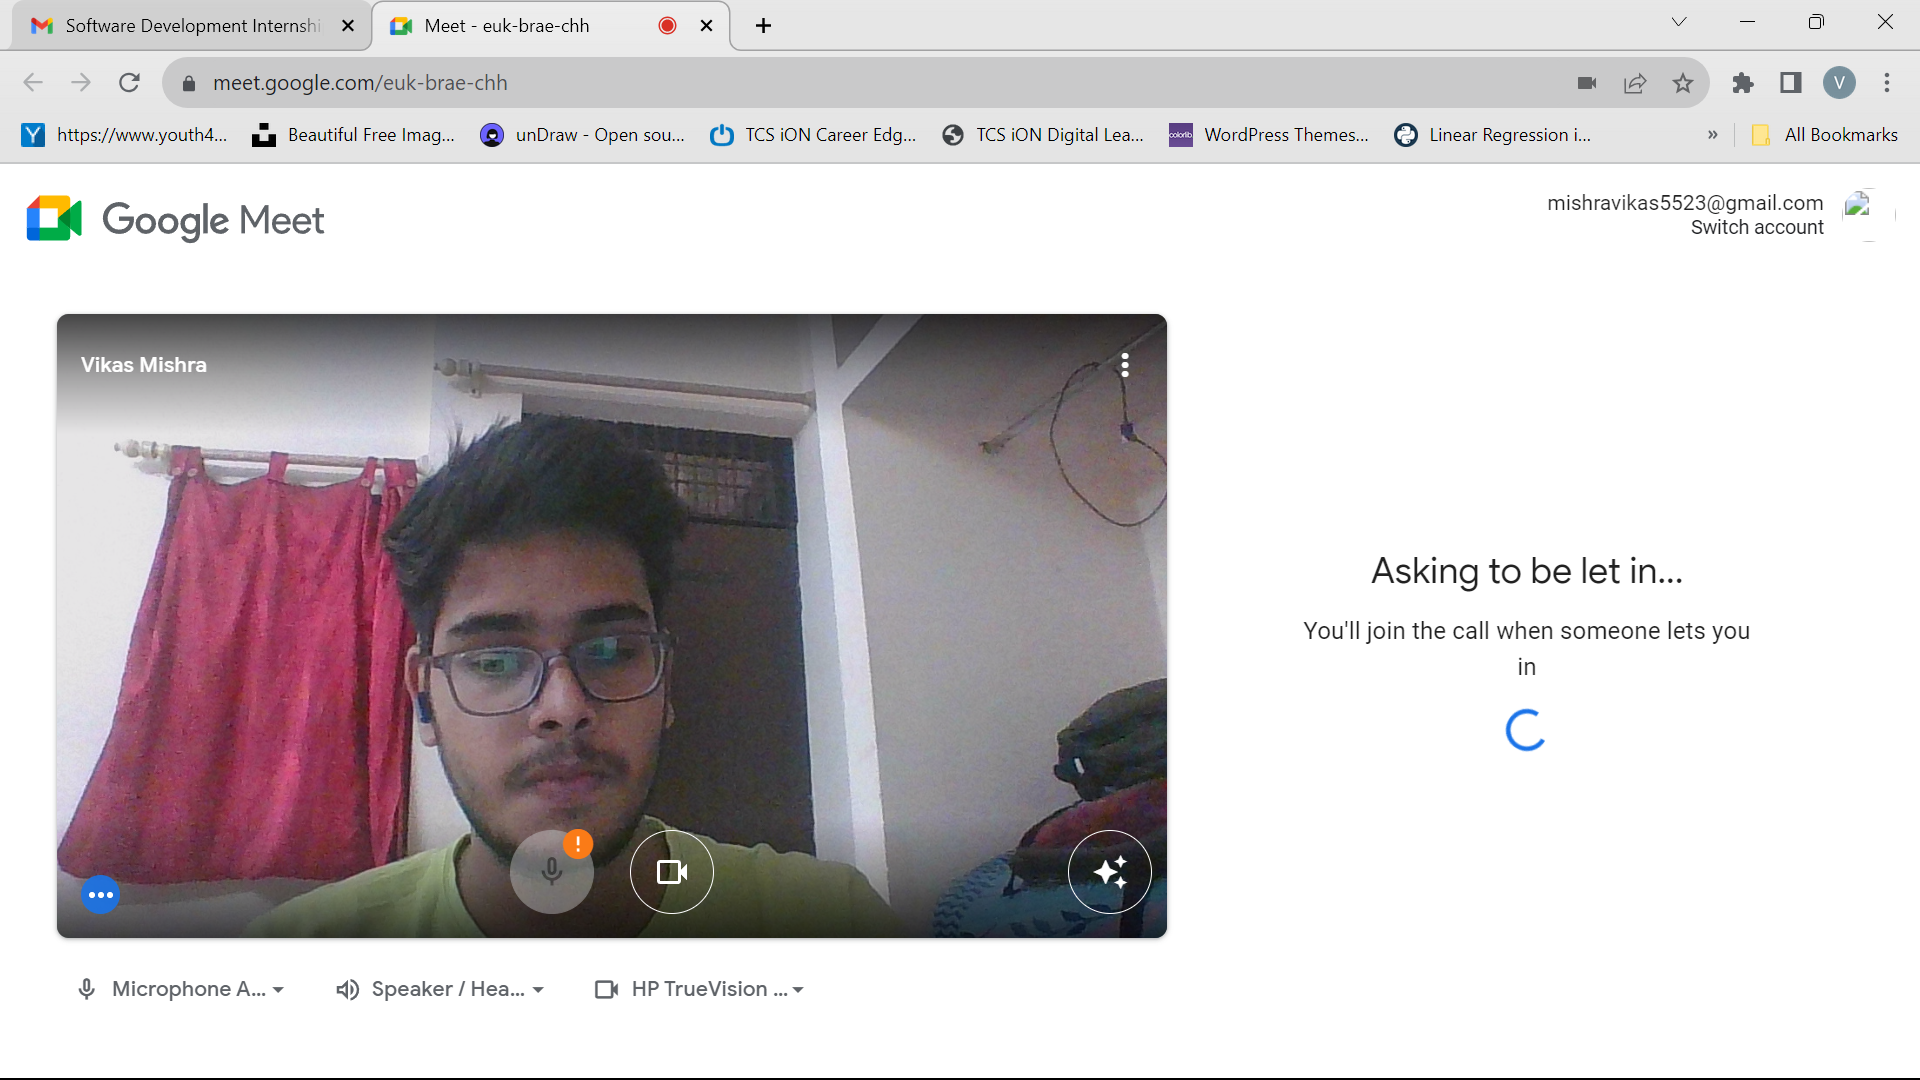 Software Development Internshi
Meet - euk-brae-chh
meet.google.com/euk-brae-chh
V
Y https://www.youth4...
Beautiful Free Imag...
unDraw - Open sou...
TCS iON Career Edg...
TCS iON Digital Lea...
colorlib WordPress Themes...
Linear Regression i...
»
All Bookmarks
Google Meet
mishravikas5523@gmail.com
Switch account
Vikas Mishra
Asking to be let in...
You'll join the call when someone lets you
in
!
Microphone A...
Speaker / Hea...
HP TrueVision ...